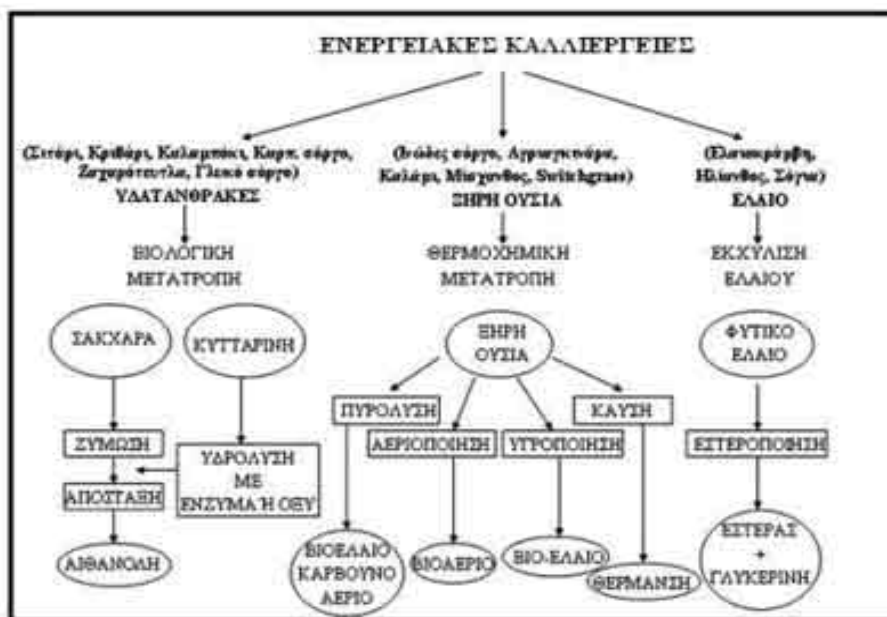 ΕΝΕΡΓΕΙΑΚΕΣ ΚΑΛΛΙΕΡΓΕΙΕΣ
(Σιτάρι, Κριθάρι, Καλαμπόκι, Καρπ. σόργο,
Ζαχαρότευτλα, Γλυκό σόργο)
ΥΔΑΤΑΝΘΡΑΚΕΣ
(Ινώδες σόργο, Αγριαγκινάρα,
Καλάμι, Μίσχανθος, Switchgrass)
ΞΗΡΗ ΟΥΣΙΑ
(Ελαιοκράμβη,
Ηλίανθος, Σόγια)
ΕΛΑΙΟ
ΒΙΟΛΟΓΙΚΗ
ΜΕΤΑΤΡΟΠΗ
ΘΕΡΜΟΧΗΜΙΚΗ
ΜΕΤΑΤΡΟΠΗ
ΕΚΧΥΛΙΣΗ
ΕΛΑΙΟΥ
ΣΑΚΧΑΡΑ
ΚΥΤΤΑΡΙΝΗ
ΞΗΡΗ
ΟΥΣΙΑ
ΦΥΤΙΚΟ
ΕΛΑΙΟ
ΠΥΡΟΛΥΣΗ
ΚΑΥΣΗ
ΖΥΜΩΣΗ
ΑΕΡΙΟΠΟΙΗΣΗ
ΥΓΡΟΠΟΙΗΣΗ
ΕΣΤΕΡΟΠΟΙΗΣΗ
ΥΔΡΟΛΥΣΗ
ΜΕ
ΕΝΖΥΜΑ Ή ΟΞΥ
ΑΠΟΣΤΑΞΗ
ΑΙΘΑΝΟΛΗ
ΒΙΟΕΛΑΙΟ
ΚΑΡΒΟΥΝΟ
ΑΕΡΙΟ
ΒΙΟΑΕΡΙΟ
ΒΙΟ-ΕΛΑΙΟ
ΘΕΡΜΑΝΣΗ
ΕΣΤΕΡΑΣ
+
ΓΛΥΚΕΡΙΝΗ